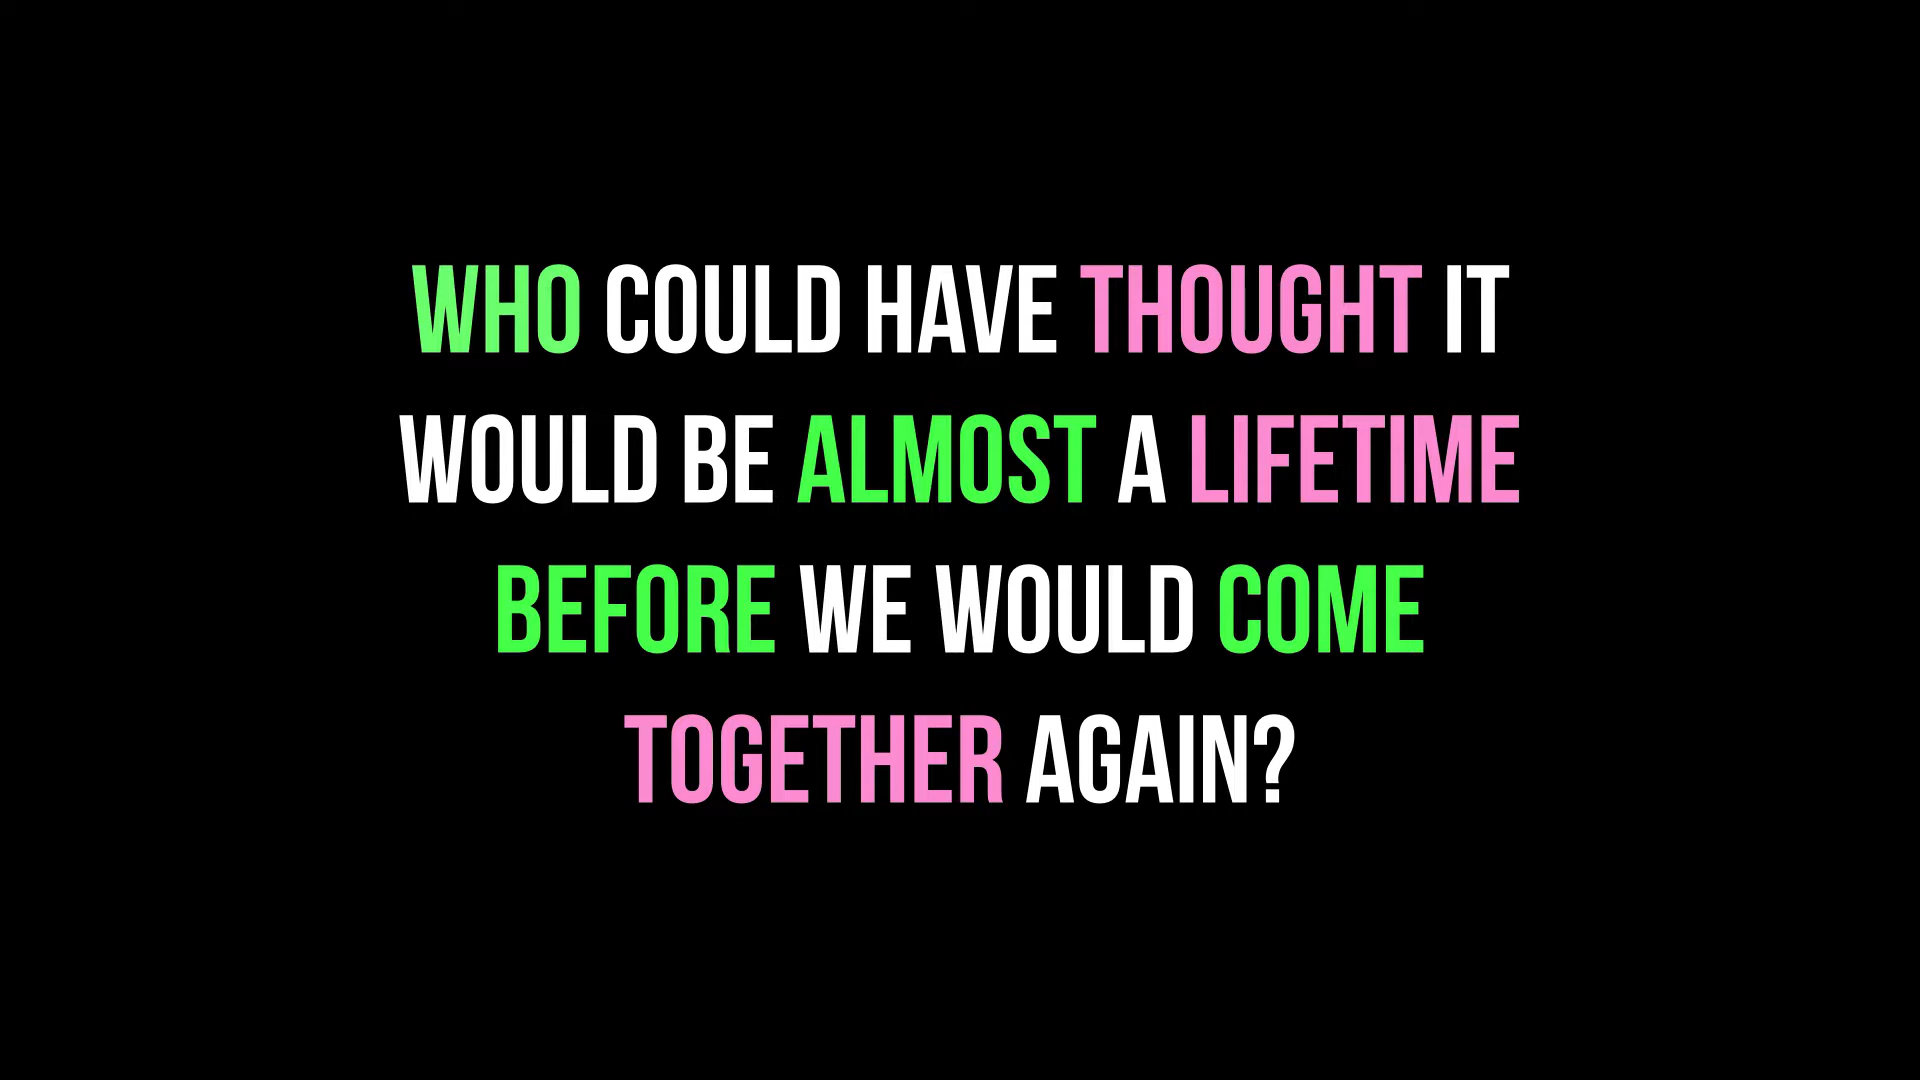 WHO COULD HAVE THOUGHT IT
WOULD BE ALMOST A LIFETIME
BEFORE WE WOULD COME
TOGETHER AGAIN?